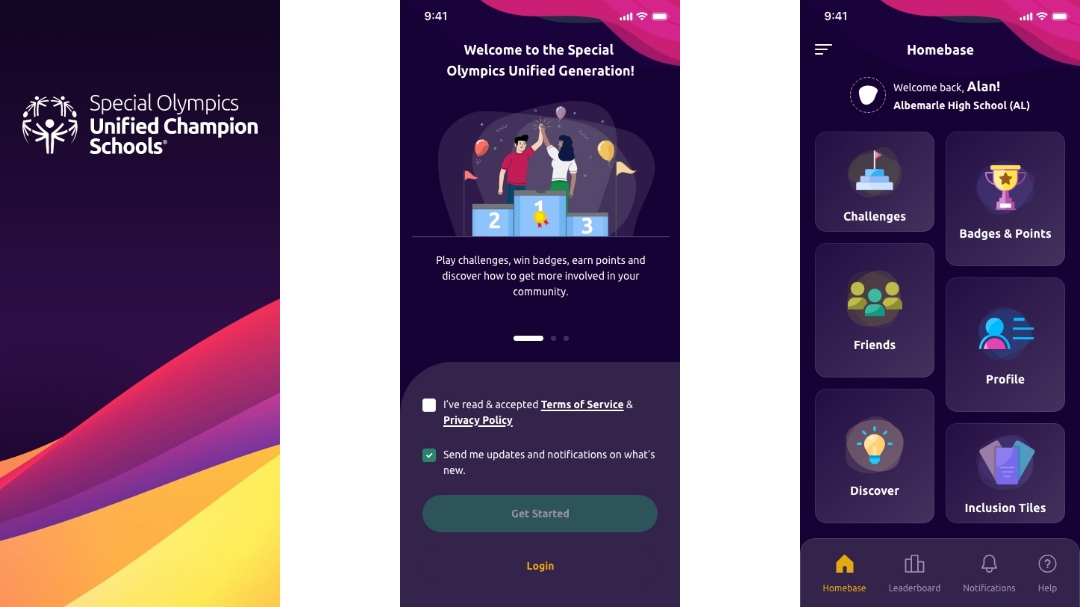 Special Olympics
Unified Champion
Schools®
9:41
Welcome to the Special
Olympics Unified Generation!
2
1
3
Play challenges, win badges, earn points and
discover how to get more involved in your
community.
I've read & accepted Terms of Service &
Privacy Policy
Send me updates and notifications on what's
new.
Get Started
Login
9:41
Homebase
Welcome back, Alan!
Albemarle High School (AL)
Challenges
Badges & Points
Friends
Profile
Discover
Inclusion Tiles
Homebase
Leaderboard
Notifications
?
Help